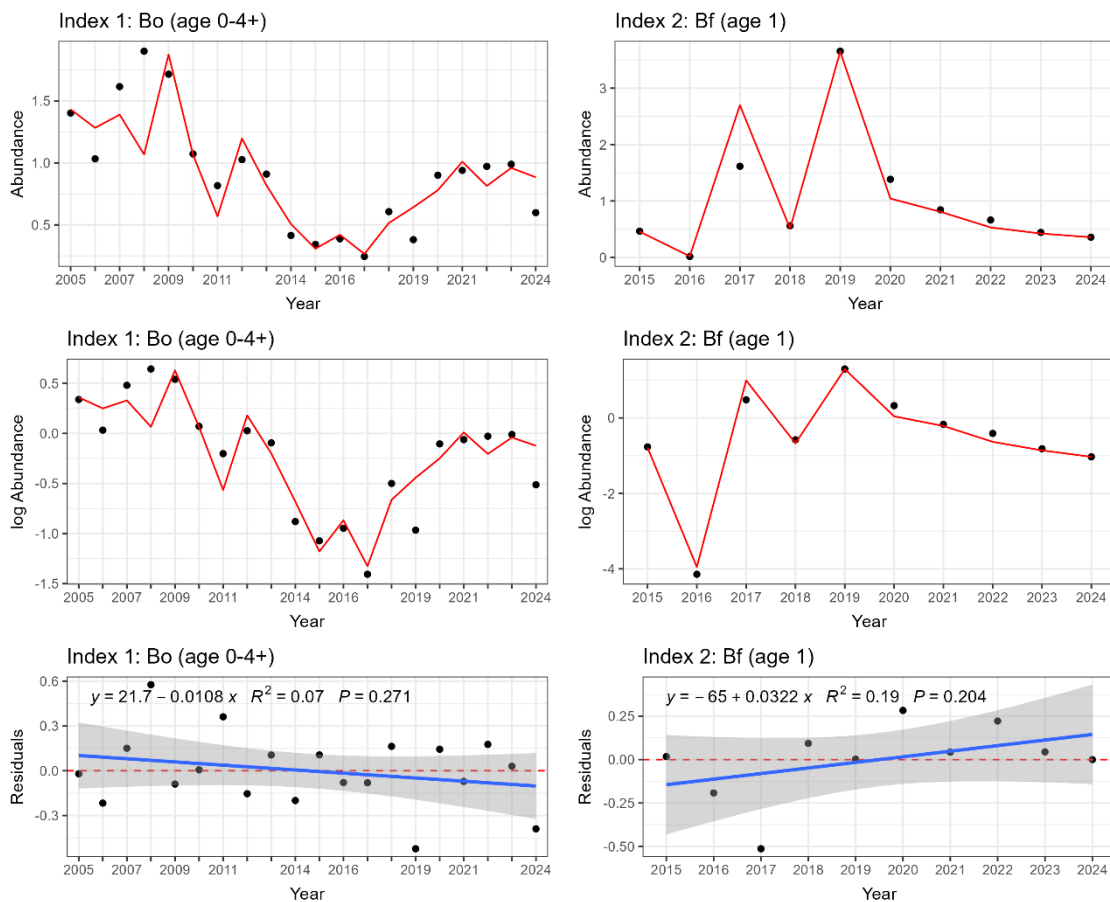 Index 1: Bo (age 0-4+)
Abundance
1.5
1.0
0.5
2005 2007 2009 2011 2014 2016 2019 2021 2024
Year
Index 2: Bf (age 1)
Abundance
3
2
1
0
2015 2016 2017 2018 2019 2020 2021 2022 2023 2024
Year
Index 1: Bo (age 0-4+)
log Abundance
0.5
0.0
-0.5
-1.0
-1.5
2005 2007 2009 2011 2014 2016 2019 2021 2024
Year
Index 2: Bf (age 1)
log Abundance
0
-2
-4
2015 2016 2017 2018 2019 2020 2021 2022 2023 2024
Year
Index 1: Bo (age 0-4+)
y = 21.7 − 0.0108 x R² = 0.07 P = 0.271
Residuals
0.6
0.3
0.0
-0.3
2005 2007 2009 2011 2014 2016 2019 2021 2024
Year
Index 2: Bf (age 1)
y = − 65 + 0.0322 x R² = 0.19 P = 0.204
Residuals
0.25
0.00
-0.25
-0.50
2015 2016 2017 2018 2019 2020 2021 2022 2023 2024
Year